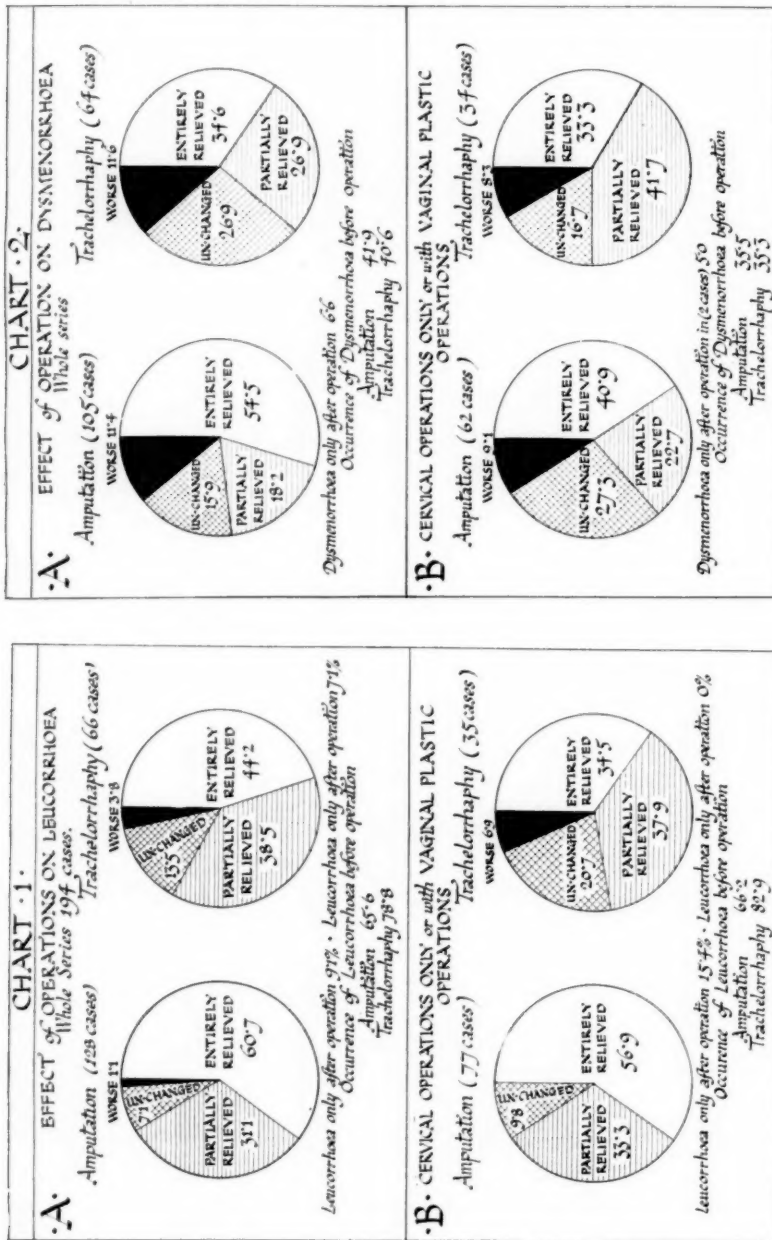 CHART ·1·
·A· EFFECT of OPERATIONS ON LEUCORRHOEA
Whole Series 194 cases.
Amputation (128 cases)
WORSE 1·1
UN-CHANGED
7·1
PARTIALLY
RELIEVED
31·1
ENTIRELY
RELIEVED
60·7
Trachelorrhaphy (66 cases)
WORSE 3·8
UN-CHANGED
13·5
PARTIALLY
RELIEVED
38·5
ENTIRELY
RELIEVED
44·2
Leucorrhoea only after operation 9·1% · Leucorrhoea only after operation 7·1%
Occurrence of Leucorrhoea before operation
Amputation 65·6
Trachelorrhaphy 78·8
·B· CERVICAL OPERATIONS ONLY or with VAGINAL PLASTIC
OPERATIONS
Amputation (77 cases)
UN-CHANGED
9·8
PARTIALLY
RELIEVED
33·3
ENTIRELY
RELIEVED
56·9
Trachelorrhaphy (35 cases)
WORSE 6·9
UN-CHANGED
20·7
PARTIALLY
RELIEVED
37·9
ENTIRELY
RELIEVED
34·5
Leucorrhoea only after operation 15·4% · Leucorrhoea only after operation 0%
Occurence of Leucorrhoea before operation
Amputation 66·2
Trachelorrhaphy 82·9
CHART ·2·
·A· EFFECT of OPERATION ON DYSMENORRHOEA
Whole series
Amputation (105 cases)
WORSE 11·4
UN-CHANGED
15·9
PARTIALLY
RELIEVED
18·2
ENTIRELY
RELIEVED
54·5
Trachelorrhaphy (64 cases)
WORSE 11·6
UN-CHANGED
26·9
PARTIALLY
RELIEVED
26·9
ENTIRELY
RELIEVED
34·6
Dysmenorrhoea only after operation 6·6
Occurrence of Dysmenorrhoea before operation
Amputation 41·9
Trachelorrhaphy 40·6
·B· CERVICAL OPERATIONS ONLY or with VAGINAL PLASTIC
OPERATIONS
Amputation (62 cases)
WORSE 9·1
UN-CHANGED
27·3
PARTIALLY
RELIEVED
22·7
ENTIRELY
RELIEVED
40·9
Trachelorrhaphy (34 cases)
WORSE 8·3
UN-CHANGED
16·7
PARTIALLY
RELIEVED
41·7
ENTIRELY
RELIEVED
33·3
Dysmenorrhoea only after operation in (2 cases) 5·0
Occurrence of Dysmenorrhoea before operation
Amputation 35·5
Trachelorrhaphy 35·3